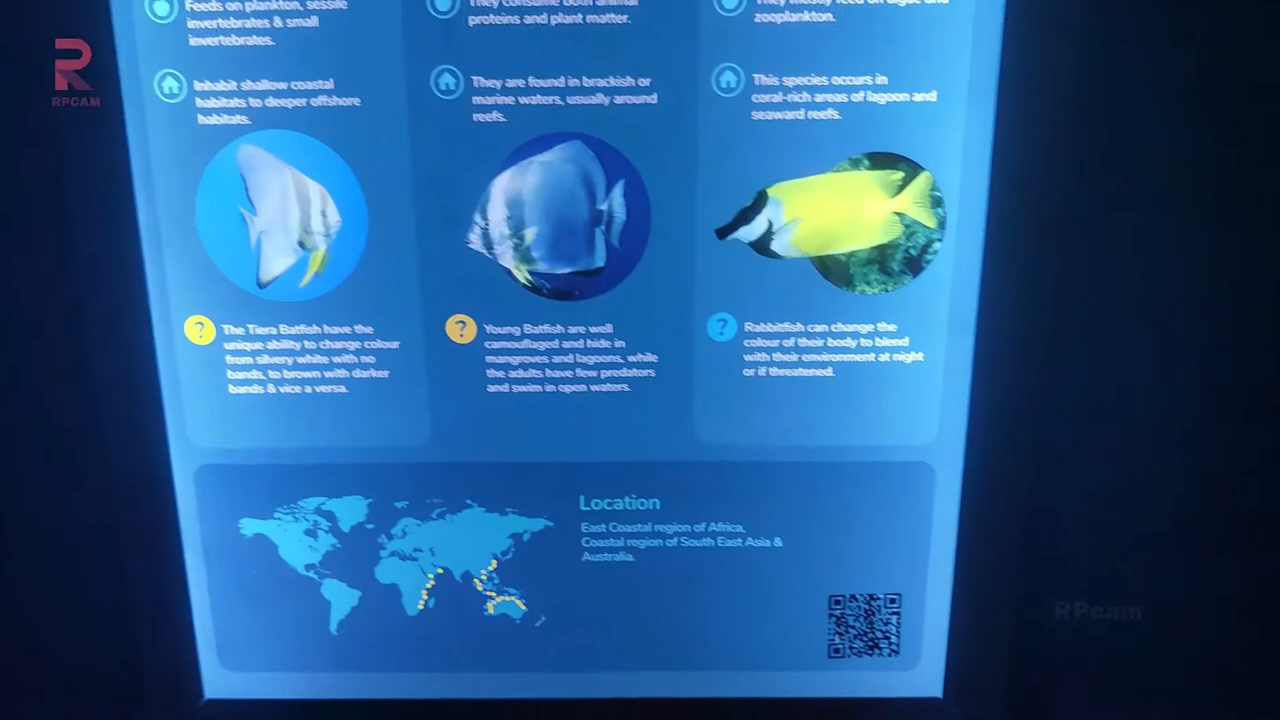 Feeds on plankton, sessile
invertebrates & small
invertebrates.
Inhabit shallow coastal
habitats to deeper offshore
habitats.
The Tiera Batfish have the
unique ability to change colour
from silvery white with no
bands, to brown with darker
bands & vice a versa.
They consume both animal
proteins and plant matter.
They are found in brackish or
marine waters, usually around
reefs.
Young Batfish are well
camouflaged and hide in
mangroves and lagoons, while
the adults have few predators
and swim in open waters.
They mostly feed on algae and
zooplankton.
This species occurs in
coral-rich areas of lagoon and
seaward reefs.
Rabbitfish can change the
colour of their body to blend
with their environment at night
or if threatened.
Location
East Coastal region of Africa,
Coastal region of South East Asia &
Australia.
R
RPCAM
RPcam